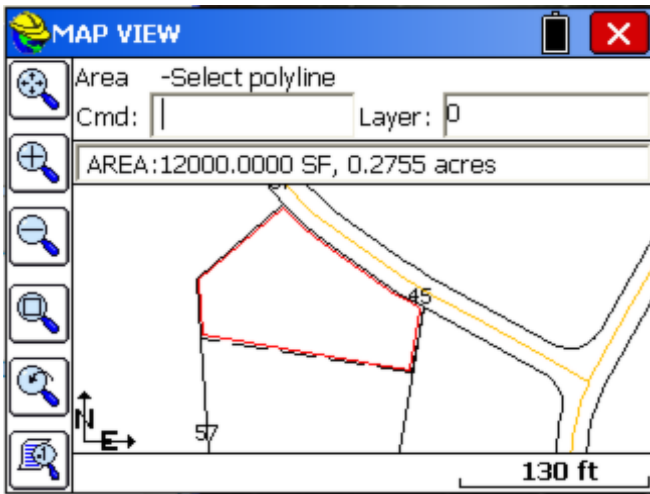 MAP VIEW
Area -Select polyline
Cmd: Layer: 0
AREA:12000.0000 SF, 0.2755 acres
45
57
N
E
130 ft